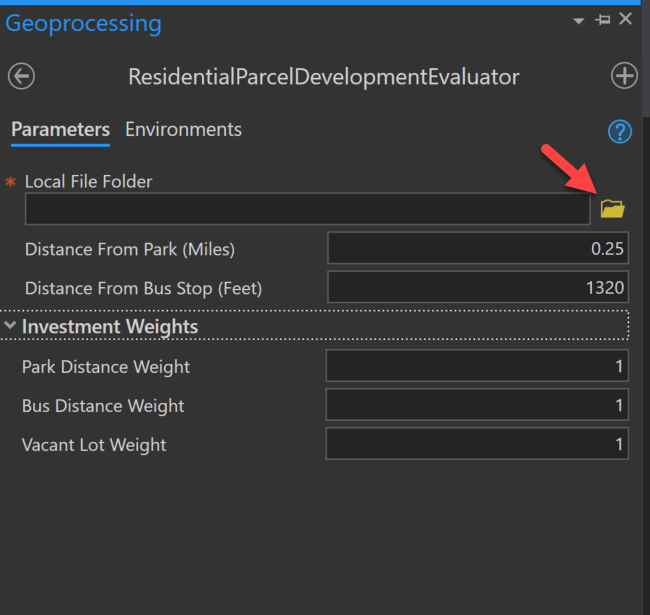 Geoprocessing
ResidentialParcelDevelopmentEvaluator
Parameters Environments
?
* Local File Folder
Distance From Park (Miles) 0.25
Distance From Bus Stop (Feet) 1320
Investment Weights
Park Distance Weight 1
Bus Distance Weight 1
Vacant Lot Weight 1